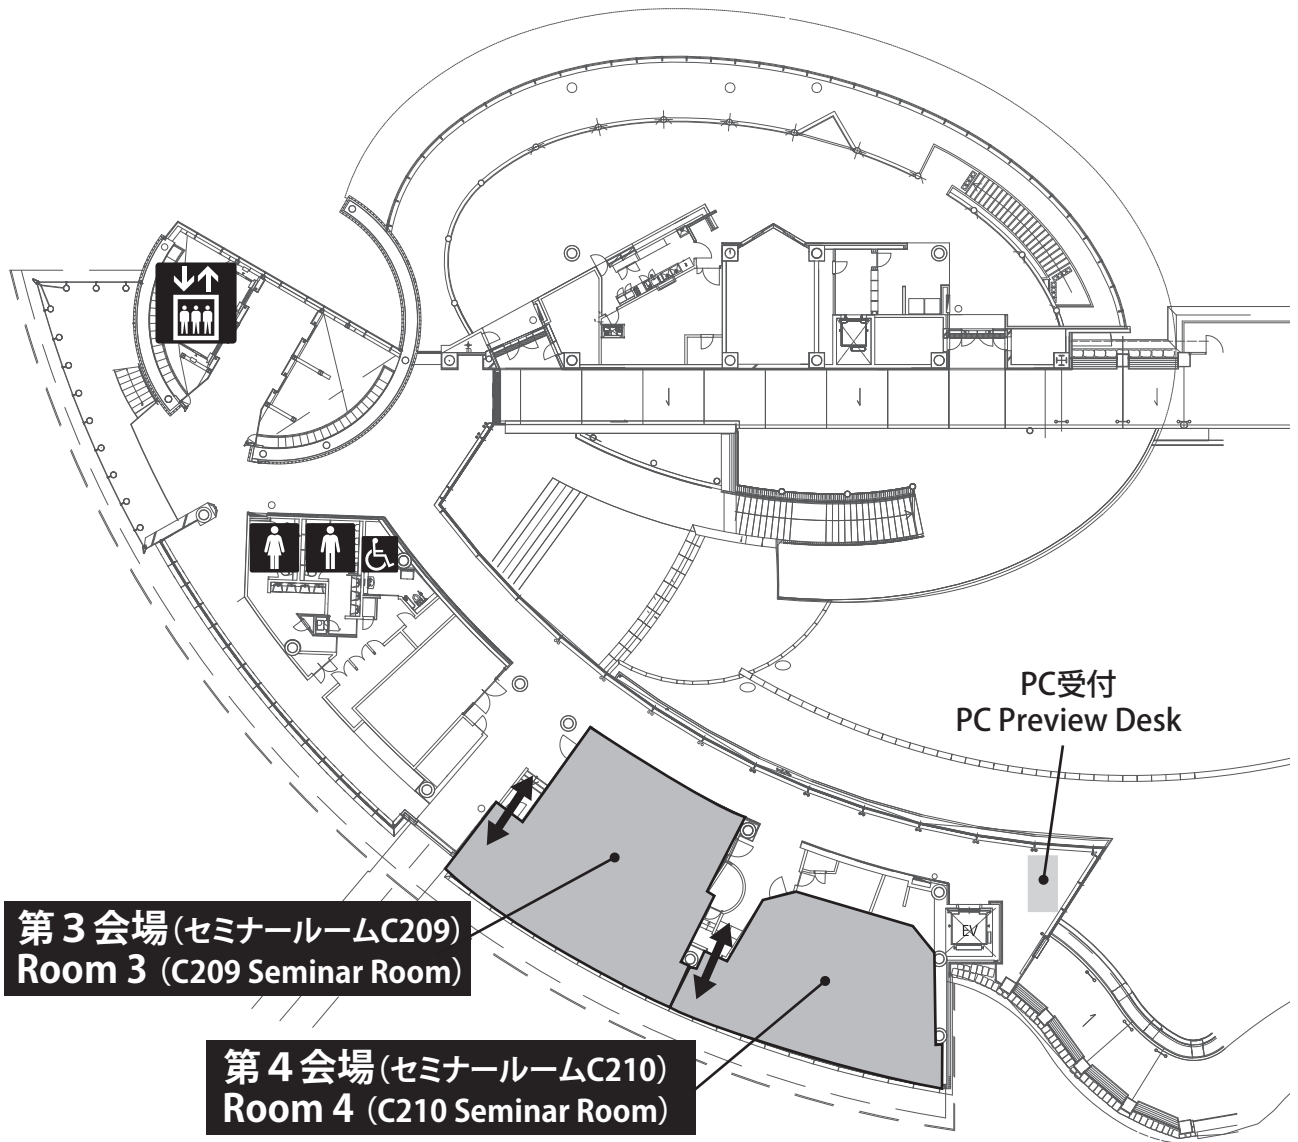 PC受付
PC Preview Desk
第3会場(セミナールームC209)
Room 3 (C209 Seminar Room)
EV
第4会場(セミナールームC210)
Room 4 (C210 Seminar Room)